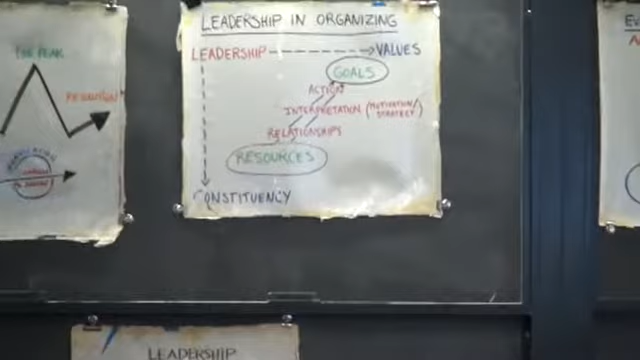 THE PEAK
RESOLUTION
LEADERSHIP IN ORGANIZING
LEADERSHIP
VALUES
GOALS
ACTION
INTERPRETATION (MOTIVATION/
STRATEGY)
RELATIONSHIPS
RESOURCES
CONSTITUENCY
LEADERSHIP